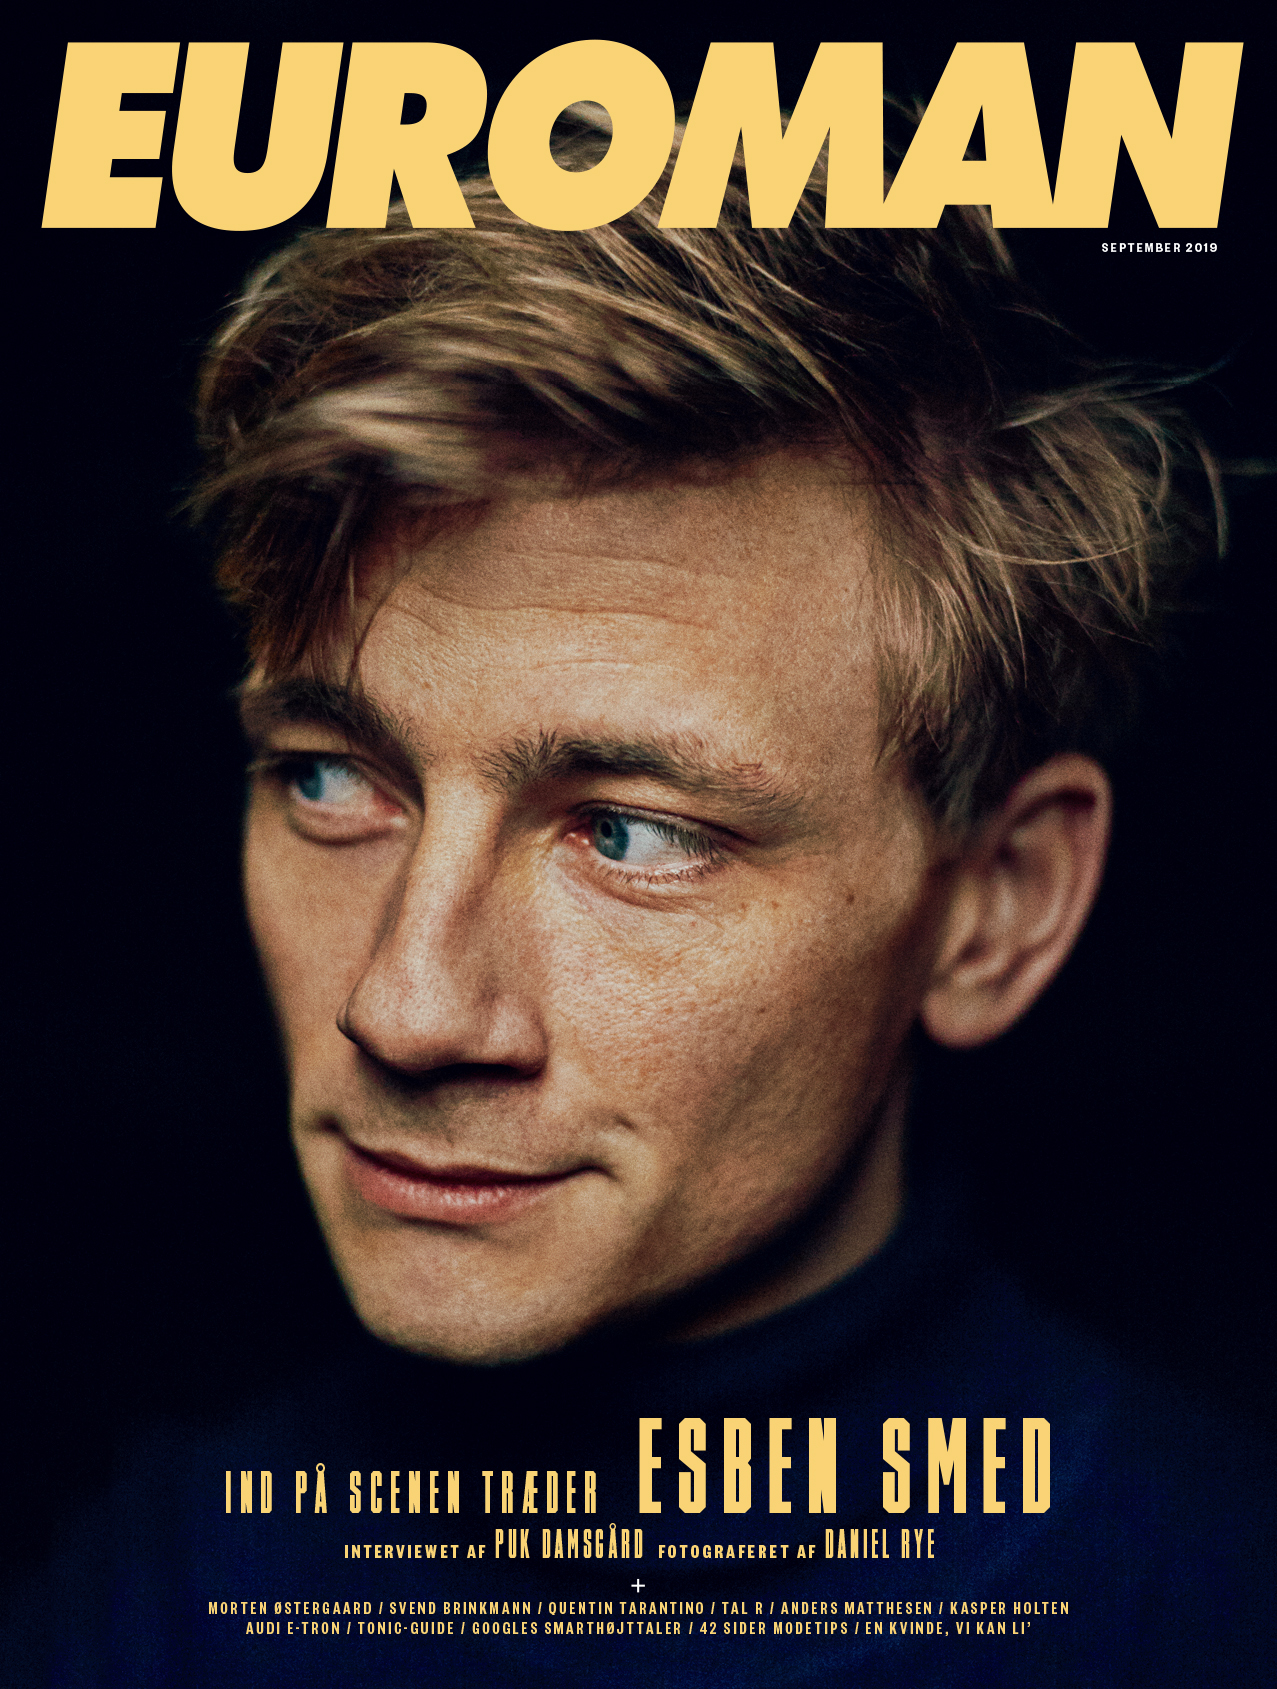 EUROMAN
SEPTEMBER 2019
IND PÅ SCENEN TRÆDER ESBEN SMED
INTERVIEWET AF PUK DAMSGÅRD FOTOGRAFERET AF DANIEL RYE
+
MORTEN ØSTERGAARD / SVEND BRINKMANN / QUENTIN TARANTINO / TAL R / ANDERS MATTHESEN / KASPER HOLTEN
AUDI E-TRON / TONIC-GUIDE / GOOGLES SMARTHØJTTALER / 42 SIDER MODETIPS / EN KVINDE, VI KAN LI'